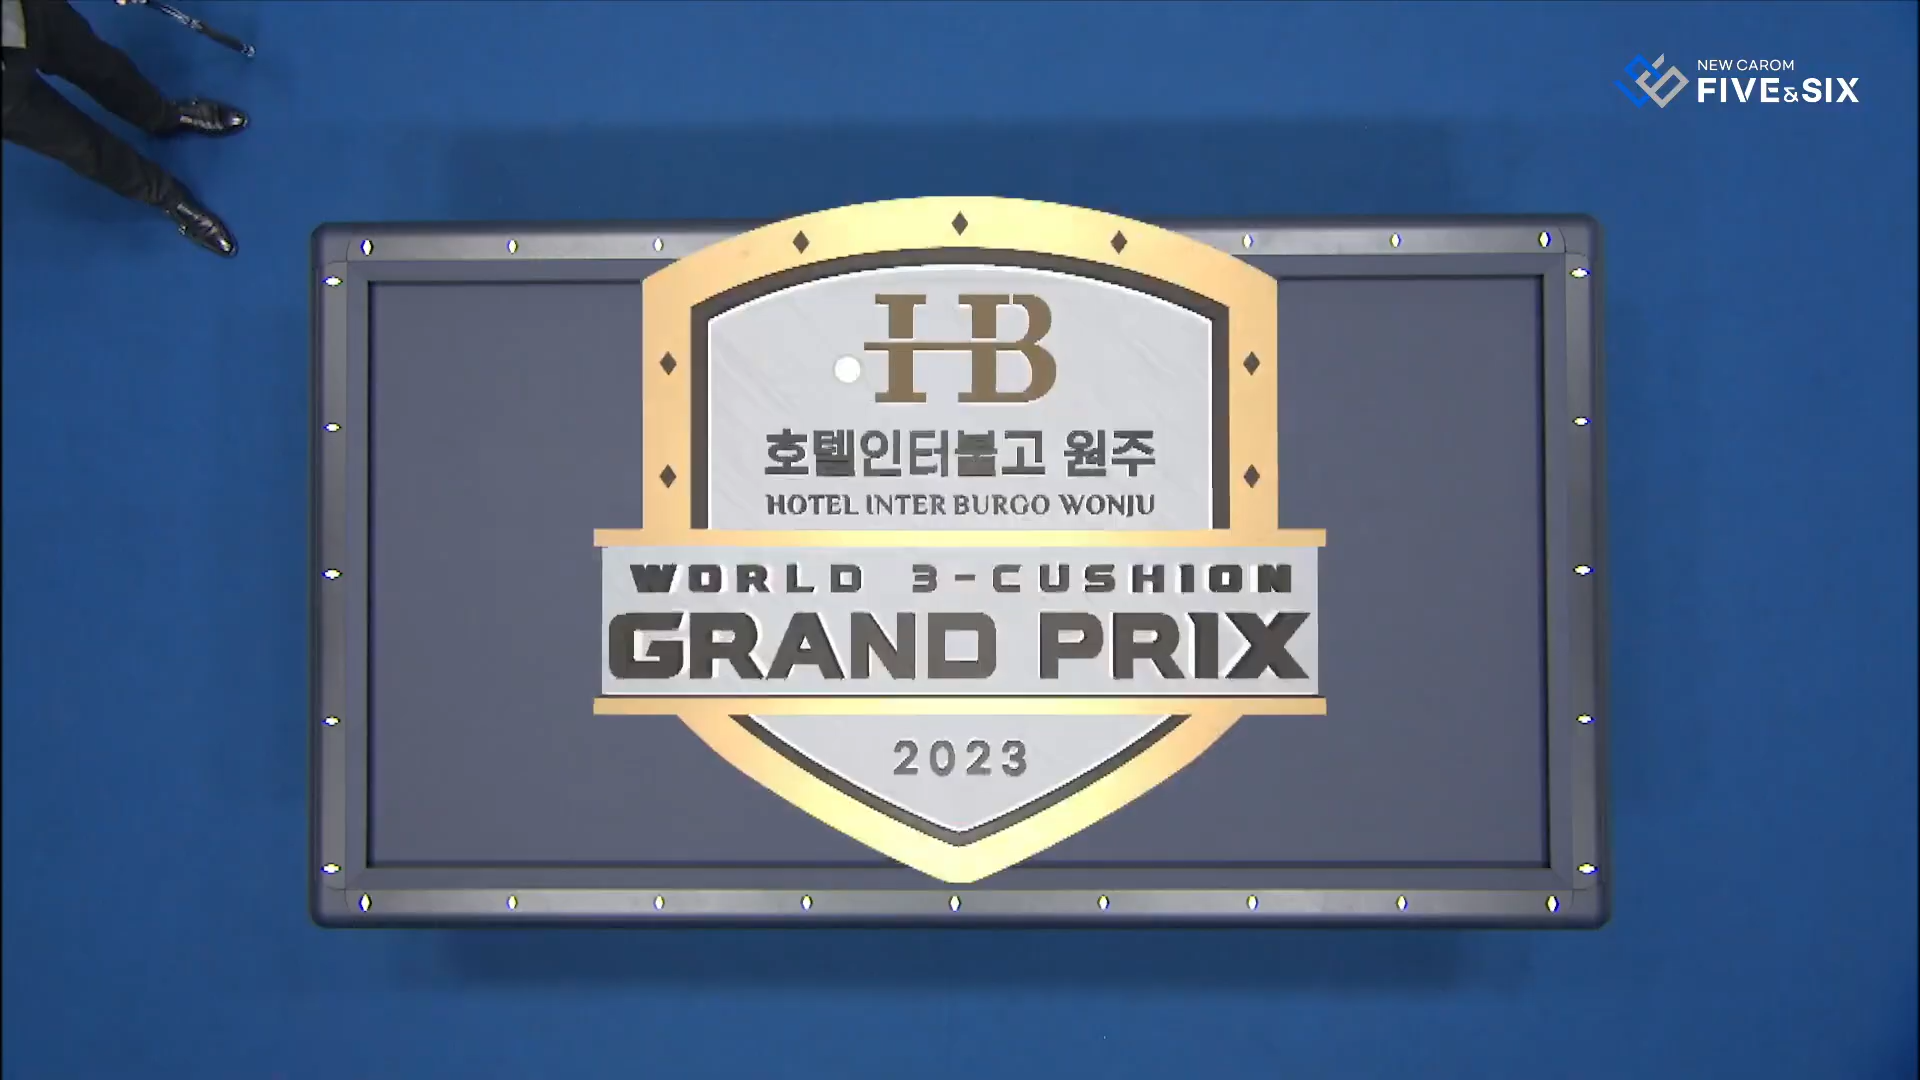 NEW CAROM
FIVE&SIX
HB
호텔인터불고 원주
HOTEL INTER BURGO WONJU
WORLD 3-CUSHION
GRAND PRIX
2023